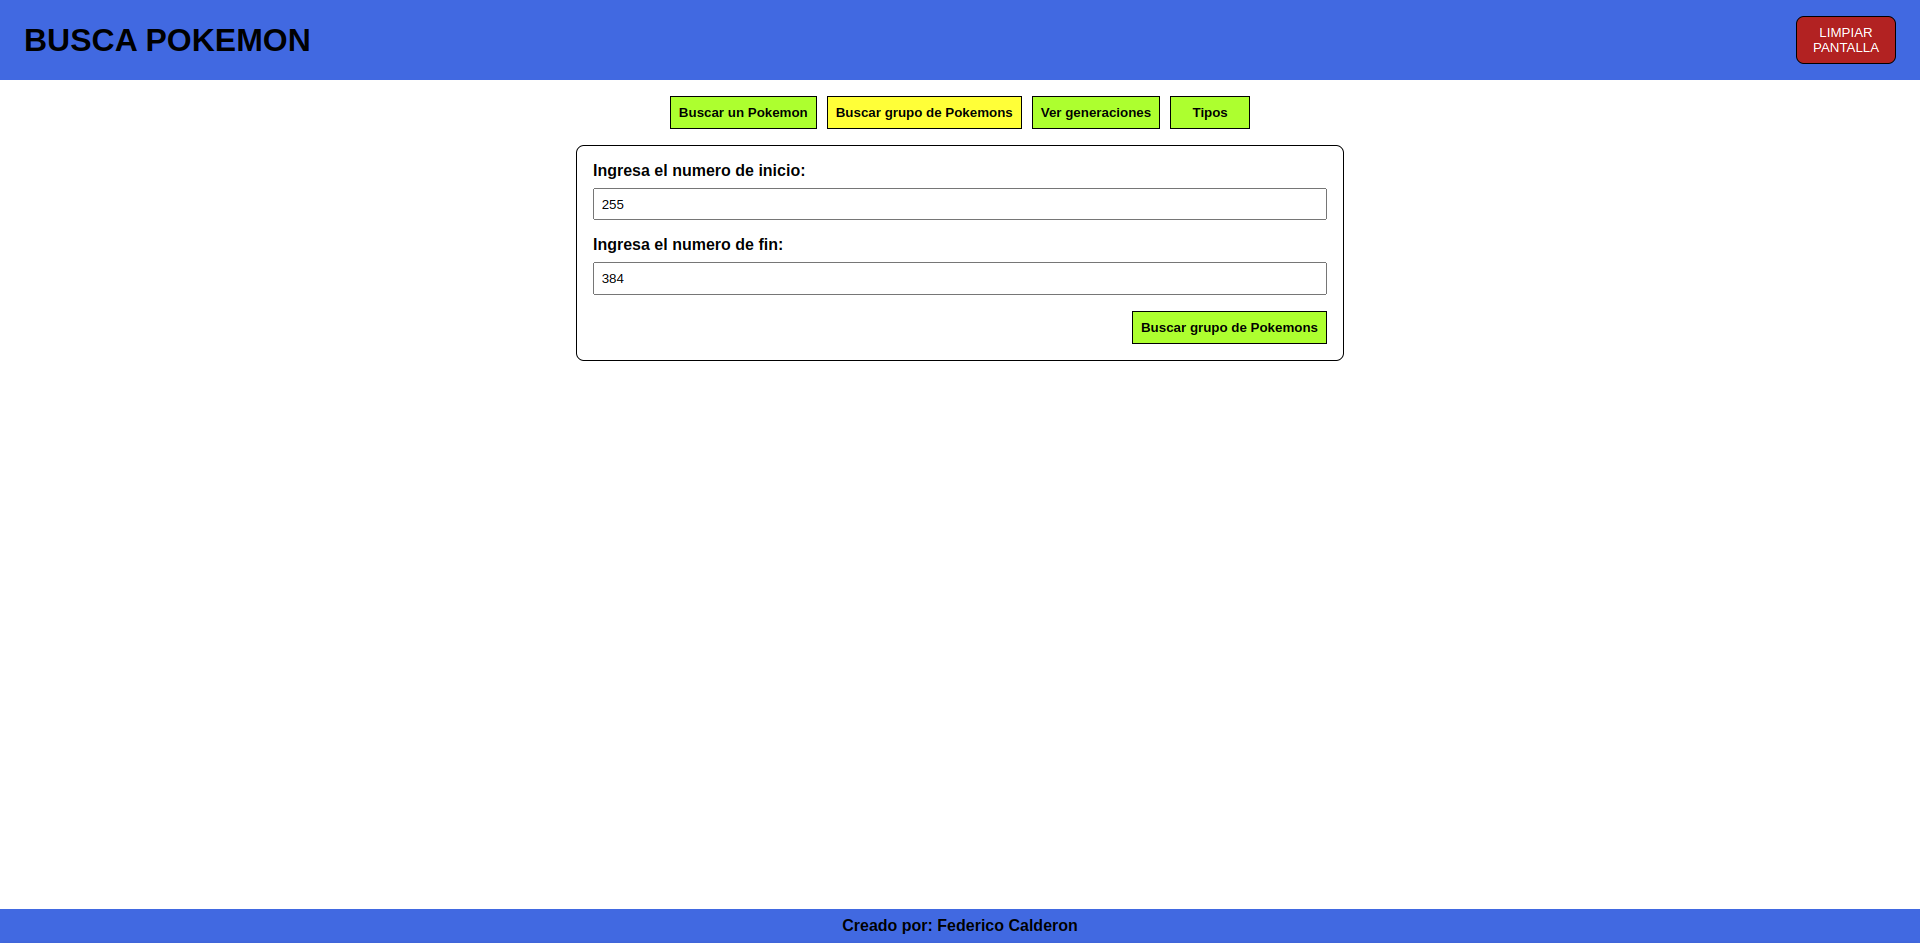 BUSCA POKEMON
LIMPIAR
PANTALLA
Buscar un Pokemon
Buscar grupo de Pokemons
Ver generaciones
Tipos
Ingresa el numero de inicio:
255
Ingresa el numero de fin:
384
Buscar grupo de Pokemons
Creado por: Federico Calderon